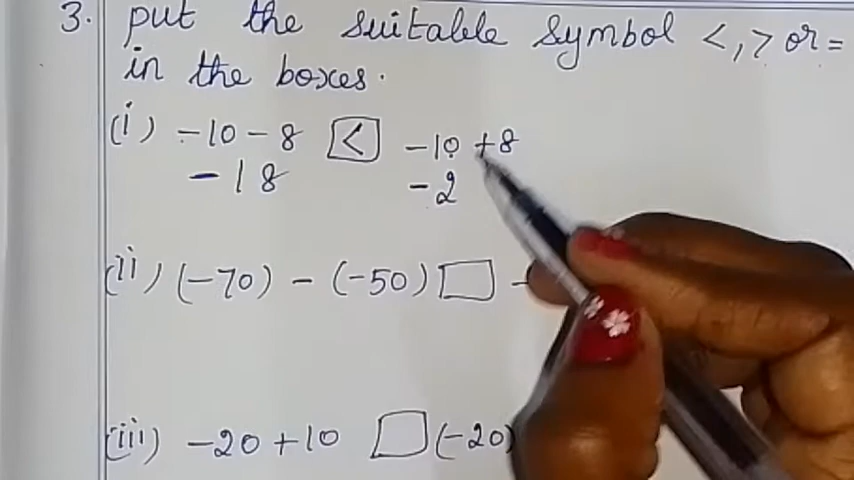 3. put the suitable symbol <, > or =
in the boxes.
(i) -10 - 8 < -10 + 8
-18 -2
(ii) (-70) - (-50) □ -
(iii) -20 + 10 □ (-20)